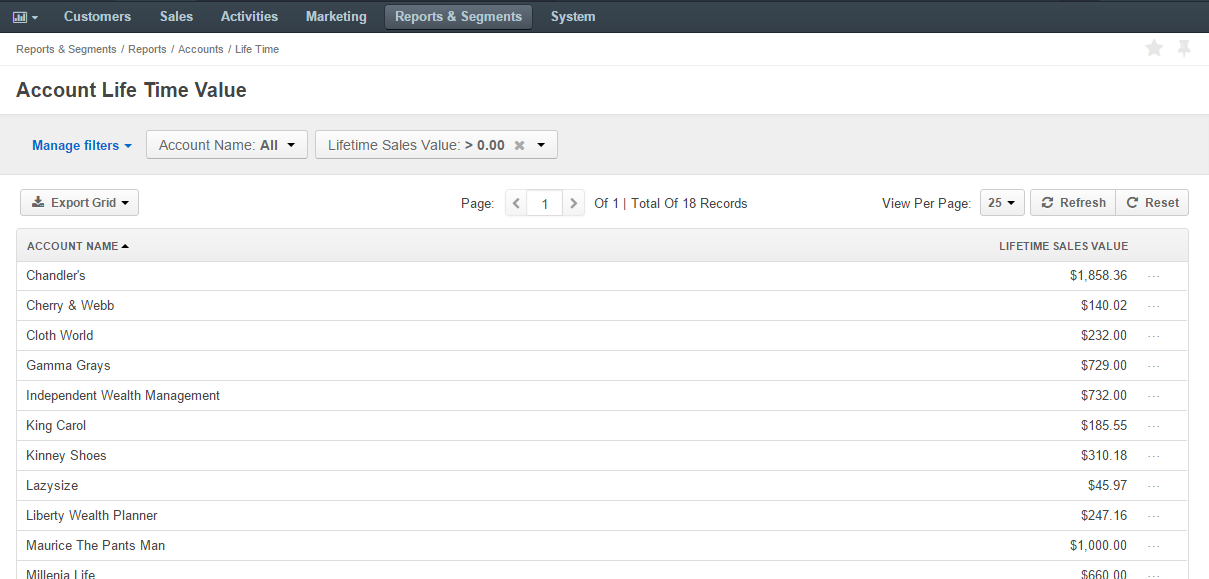 Customers Sales Activities Marketing Reports & Segments System
Reports & Segments / Reports / Accounts / Life Time
Account Life Time Value
Manage filters Account Name: All Lifetime Sales Value: > 0.00
Export Grid Page: 1 Of 1 | Total Of 18 Records View Per Page: 25 Refresh Reset
ACCOUNT NAME LIFETIME SALES VALUE
Chandler's $1,858.36 ...
Cherry & Webb $140.02 ...
Cloth World $232.00 ...
Gamma Grays $729.00 ...
Independent Wealth Management $732.00 ...
King Carol $185.55 ...
Kinney Shoes $310.18 ...
Lazysize $45.97 ...
Liberty Wealth Planner $247.16 ...
Maurice The Pants Man $1,000.00 ...
Millenia Life $660.00 ...